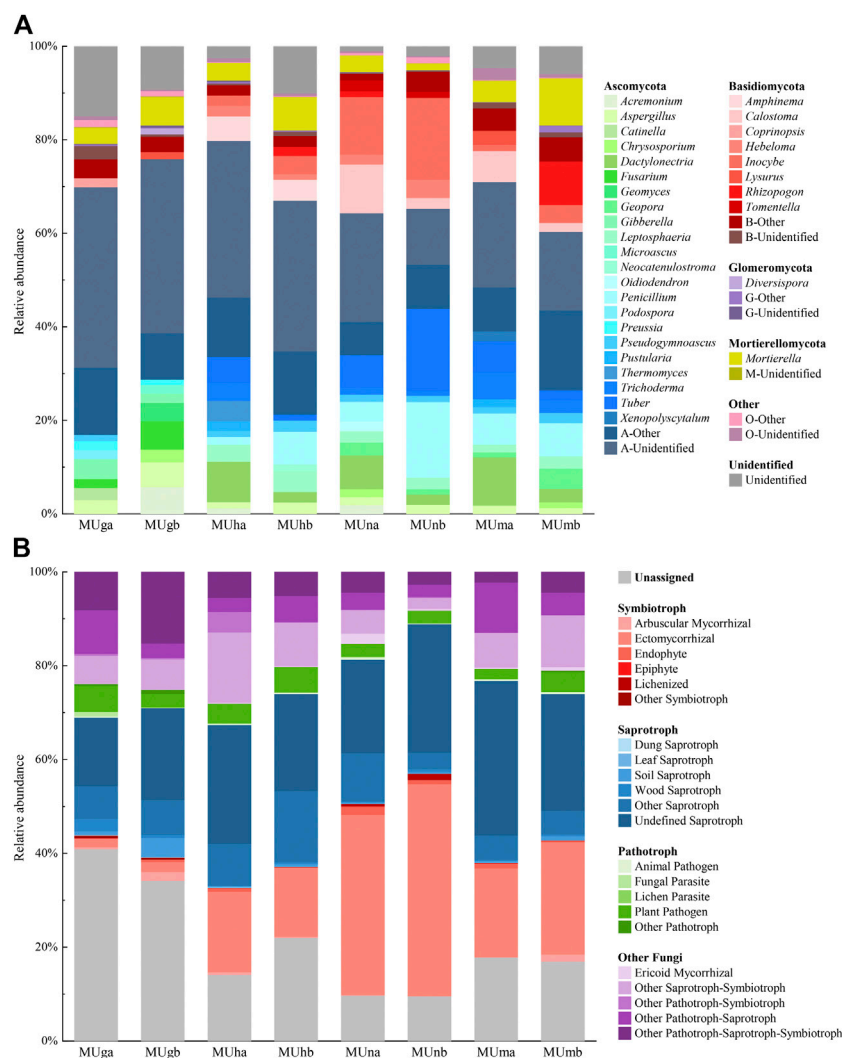 A
100%
80%
60%
40%
20%
0%
Relative abundance
MUga
MUgb
MUha
MUhb
MUna
MUnb
MUma
MUmb
Ascomycota
Acremonium
Aspergillus
Catinella
Chrysosporium
Dactylonectria
Fusarium
Geomyces
Geopora
Gibberella
Leptosphaeria
Microascus
Neocatenulostroma
Oidiodendron
Penicillium
Podospora
Preussia
Pseudogymnoascus
Pustularia
Thermomyces
Trichoderma
Tuber
Xenopolyscytalum
A-Other
A-Unidentified
Basidiomycota
Amphinema
Calostoma
Coprinopsis
Hebeloma
Inocybe
Lysurus
Rhizopogon
Tomentella
B-Other
B-Unidentified
Glomeromycota
Diversispora
G-Other
G-Unidentified
Mortierellomycota
Mortierella
M-Unidentified
Other
O-Other
O-Unidentified
Unidentified
Unidentified
B
100%
80%
60%
40%
20%
0%
Relative abundance
MUga
MUgb
MUha
MUhb
MUna
MUnb
MUma
MUmb
Unassigned
Symbiotroph
Arbuscular Mycorrhizal
Ectomycorrhizal
Endophyte
Epiphyte
Lichenized
Other Symbiotroph
Saprotroph
Dung Saprotroph
Leaf Saprotroph
Soil Saprotroph
Wood Saprotroph
Other Saprotroph
Undefined Saprotroph
Pathotroph
Animal Pathogen
Fungal Parasite
Lichen Parasite
Plant Pathogen
Other Pathotroph
Other Fungi
Ericoid Mycorrhizal
Other Saprotroph-Symbiotroph
Other Pathotroph-Symbiotroph
Other Pathotroph-Saprotroph
Other Pathotroph-Saprotroph-Symbiotroph